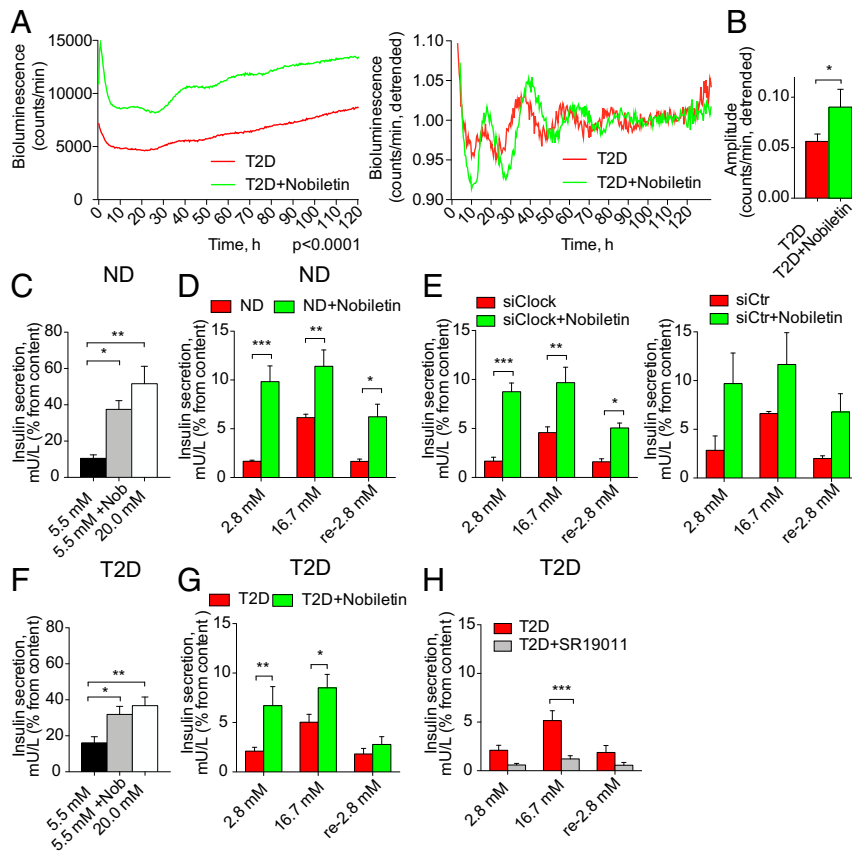 A
Bioluminescence
(counts/min)
15000
10000
5000
0
T2D
T2D+Nobiletin
0 10 20 30 40 50 60 70 80 90 100 110 120
Time, h
p<0.0001
Bioluminescence
(counts/min, detrended)
1.10
1.05
1.00
0.95
0.90
T2D
T2D+Nobiletin
0 10 20 30 40 50 60 70 80 90 100 110 120
Time, h
B
Amplitude
(counts/min, detrended)
0.10
0.05
0.00
*
T2D
T2D+Nobiletin
C
ND
Insulin secretion,
mU/L (% from content)
80
60
40
20
0
**
*
5.5 mM
5.5 mM +Nob
20.0 mM
D
ND
ND
ND+Nobiletin
Insulin secretion,
mU/L (% from content)
15
10
5
0
***
**
*
2.8 mM
16.7 mM
re-2.8 mM
E
siClock
siClock+Nobiletin
Insulin secretion,
mU/L (% from content)
15
10
5
0
***
**
*
2.8 mM
16.7 mM
re-2.8 mM
siCtr
siCtr+Nobiletin
Insulin secretion,
mU/L (% from content)
15
10
5
0
2.8 mM
16.7 mM
re-2.8 mM
F
T2D
Insulin secretion,
mU/L (% from content)
80
60
40
20
0
**
*
5.5 mM
5.5 mM +Nob
20.0 mM
G
T2D
T2D
T2D+Nobiletin
Insulin secretion,
mU/L (% from content )
15
10
5
0
**
*
2.8 mM
16.7 mM
re-2.8 mM
H
T2D
T2D
T2D+SR19011
Insulin secretion,
mU/L (% from content )
15
10
5
0
***
2.8 mM
16.7 mM
re-2.8 mM